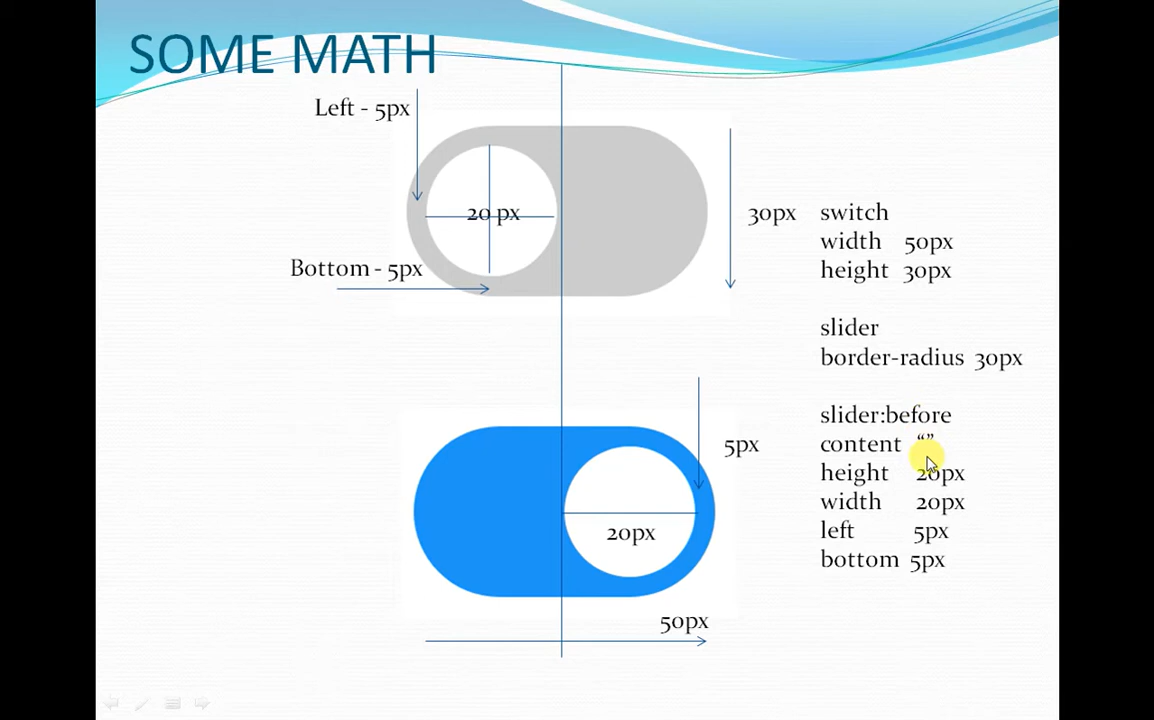 SOME MATH
Left - 5px
20 px
Bottom - 5px
30px
switch
width 50px
height 30px
slider
border-radius 30px
slider:before
content “”
height 20px
width 20px
left 5px
bottom 5px
5px
20px
50px